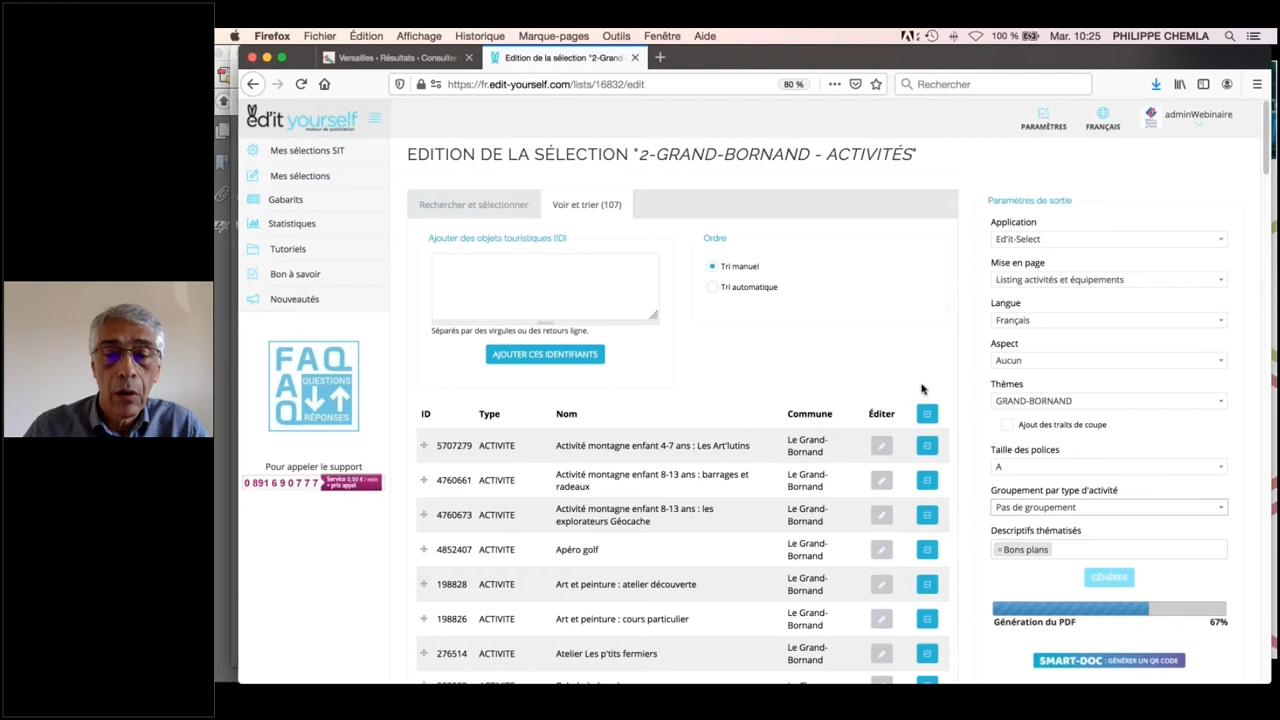 Firefox Fichier Édition Affichage Historique Marque-pages Outils Fenêtre Aide
100 % Mar. 10:25 PHILIPPE CHEMLA
Versailles › Résultats › Consulter
Edition de la sélection "2-Grand-
https://fr.edit-yourself.com/lists/16832/edit
80 %
Rechercher
éd'it yourself
moteur de publication
PARAMÈTRES
FRANÇAIS
adminWebinaire
Mes sélections SIT
Mes sélections
Gabarits
Statistiques
Tutoriels
Bon à savoir
Nouveautés
FAQ
A QUESTIONS
Q RÉPONSES
Pour appeler le support
0 891 690 777
Service 0,50 € / min
+ prix appel
EDITION DE LA SÉLECTION "2-GRAND-BORNAND - ACTIVITÉS"
Rechercher et sélectionner
Voir et trier (107)
Ajouter des objets touristiques (ID)
Séparés par des virgules ou des retours ligne.
AJOUTER CES IDENTIFIANTS
Ordre
Tri manuel
Tri automatique
ID Type Nom Commune Éditer
5707279 ACTIVITE Activité montagne enfant 4-7 ans : Les Art'lutins Le Grand-
Bornand
4760661 ACTIVITE Activité montagne enfant 8-13 ans : barrages et Le Grand-
radeaux Bornand
4760673 ACTIVITE Activité montagne enfant 8-13 ans : les Le Grand-
explorateurs Géocache Bornand
4852407 ACTIVITE Apéro golf Le Grand-
Bornand
198828 ACTIVITE Art et peinture : atelier découverte Le Grand-
Bornand
198826 ACTIVITE Art et peinture : cours particulier Le Grand-
Bornand
276514 ACTIVITE Atelier Les p'tits fermiers Le Grand-
Bornand
Paramètres de sortie
Application
Ed'it-Select
Mise en page
Listing activités et équipements
Langue
Français
Aspect
Aucun
Thèmes
GRAND-BORNAND
Ajout des traits de coupe
Taille des polices
A
Groupement par type d'activité
Pas de groupement
Descriptifs thématisés
× Bons plans
GÉNÉRER
Génération du PDF 67%
SMART-DOC : GÉNÉRER UN QR CODE